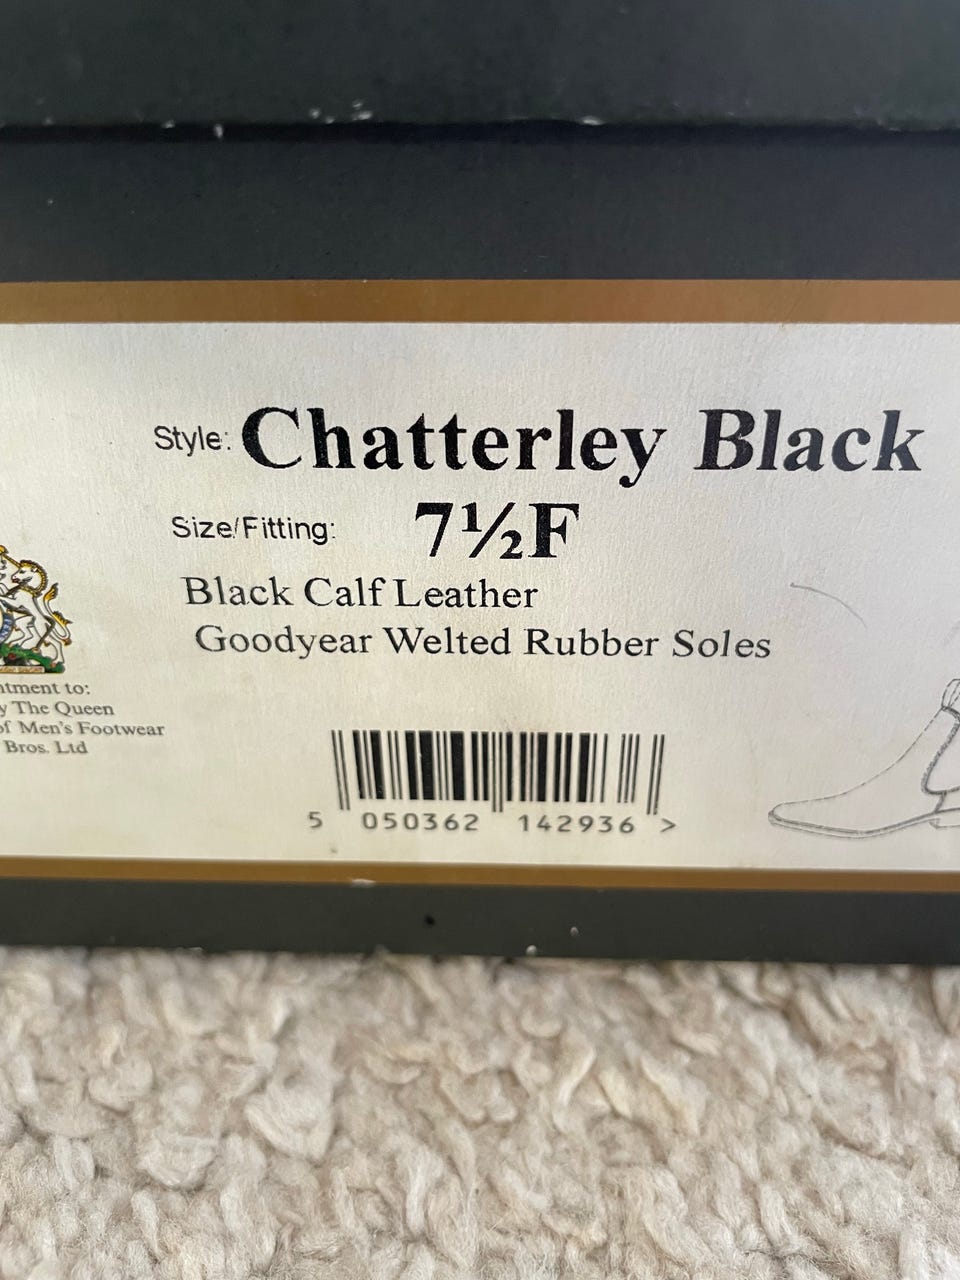 Style: Chatterley Black
Size/Fitting: 7½F
Black Calf Leather
Goodyear Welted Rubber Soles
ntment to:
y The Queen
of Men's Footwear
Bros. Ltd
5 050362 142936 >